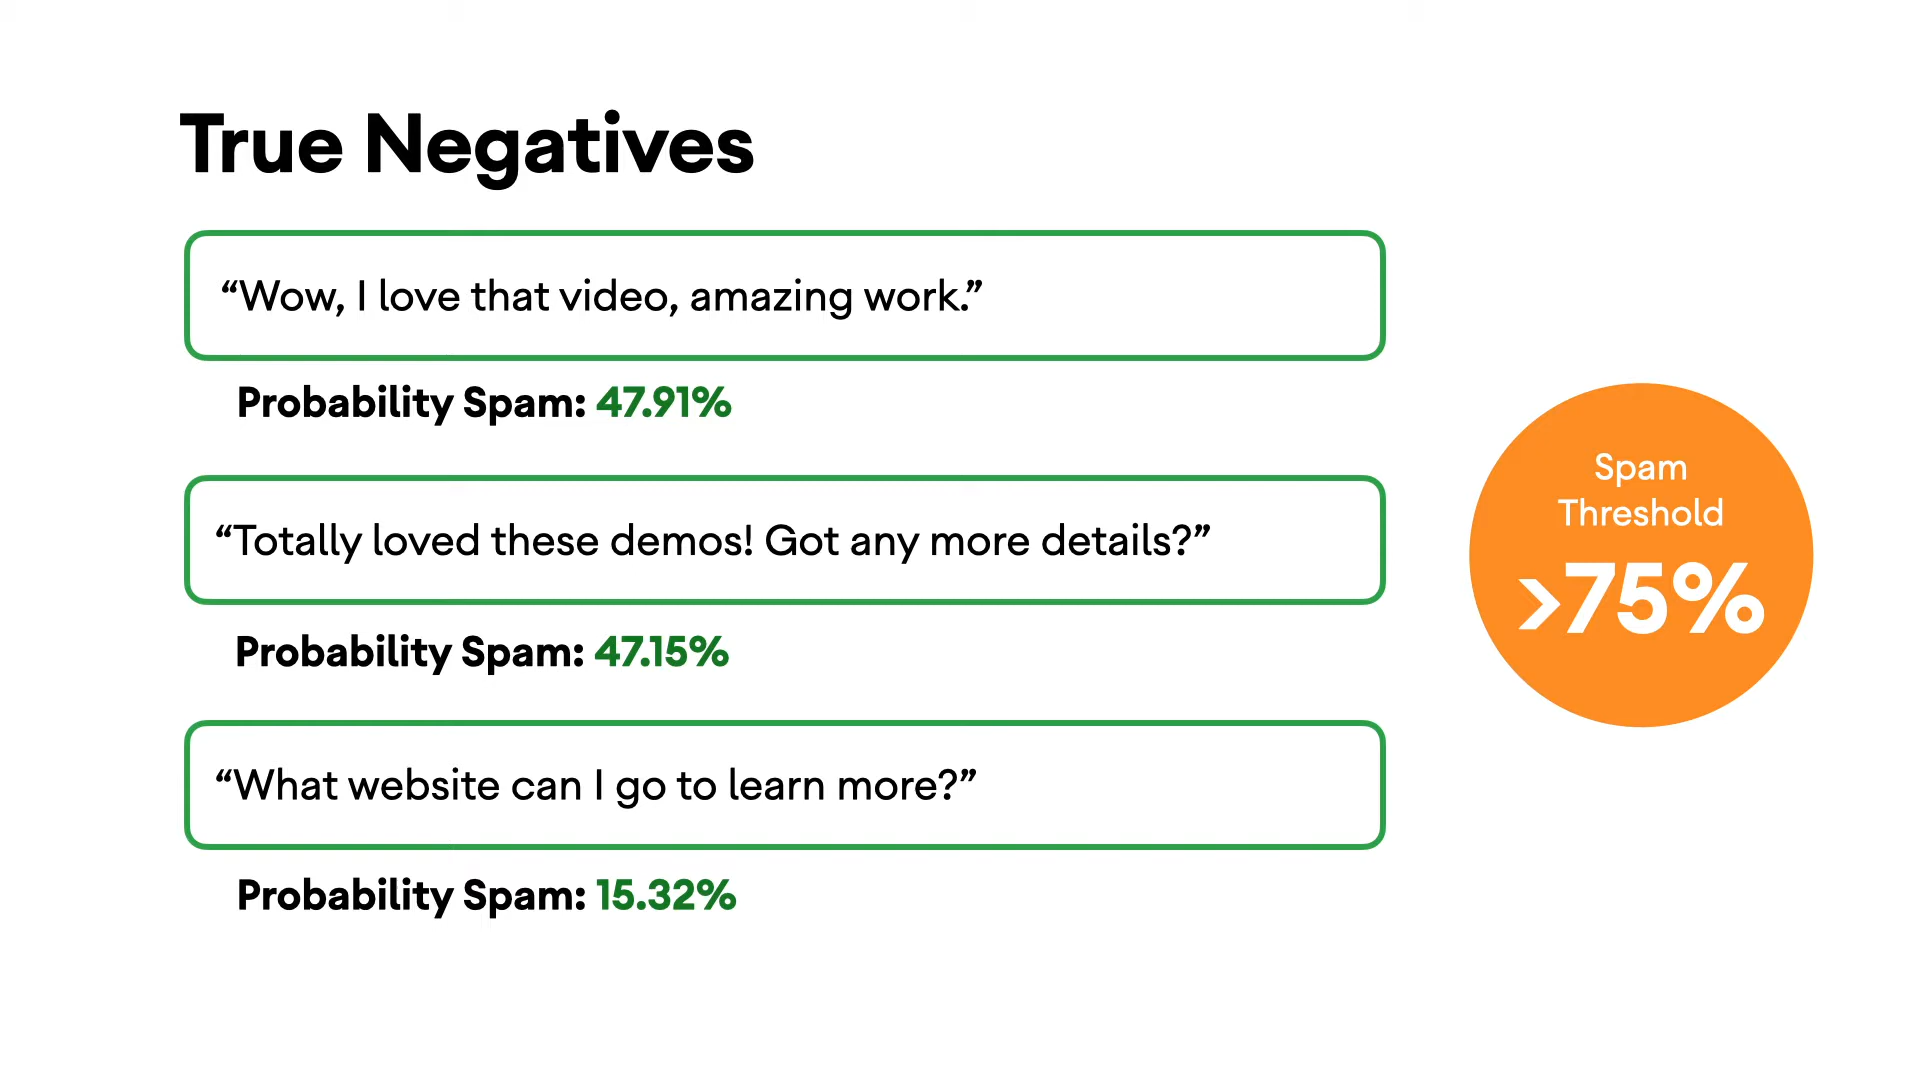 True Negatives
“Wow, I love that video, amazing work.”
Probability Spam: 47.91%
“Totally loved these demos! Got any more details?”
Probability Spam: 47.15%
“What website can I go to learn more?”
Probability Spam: 15.32%
Spam
Threshold
>75%